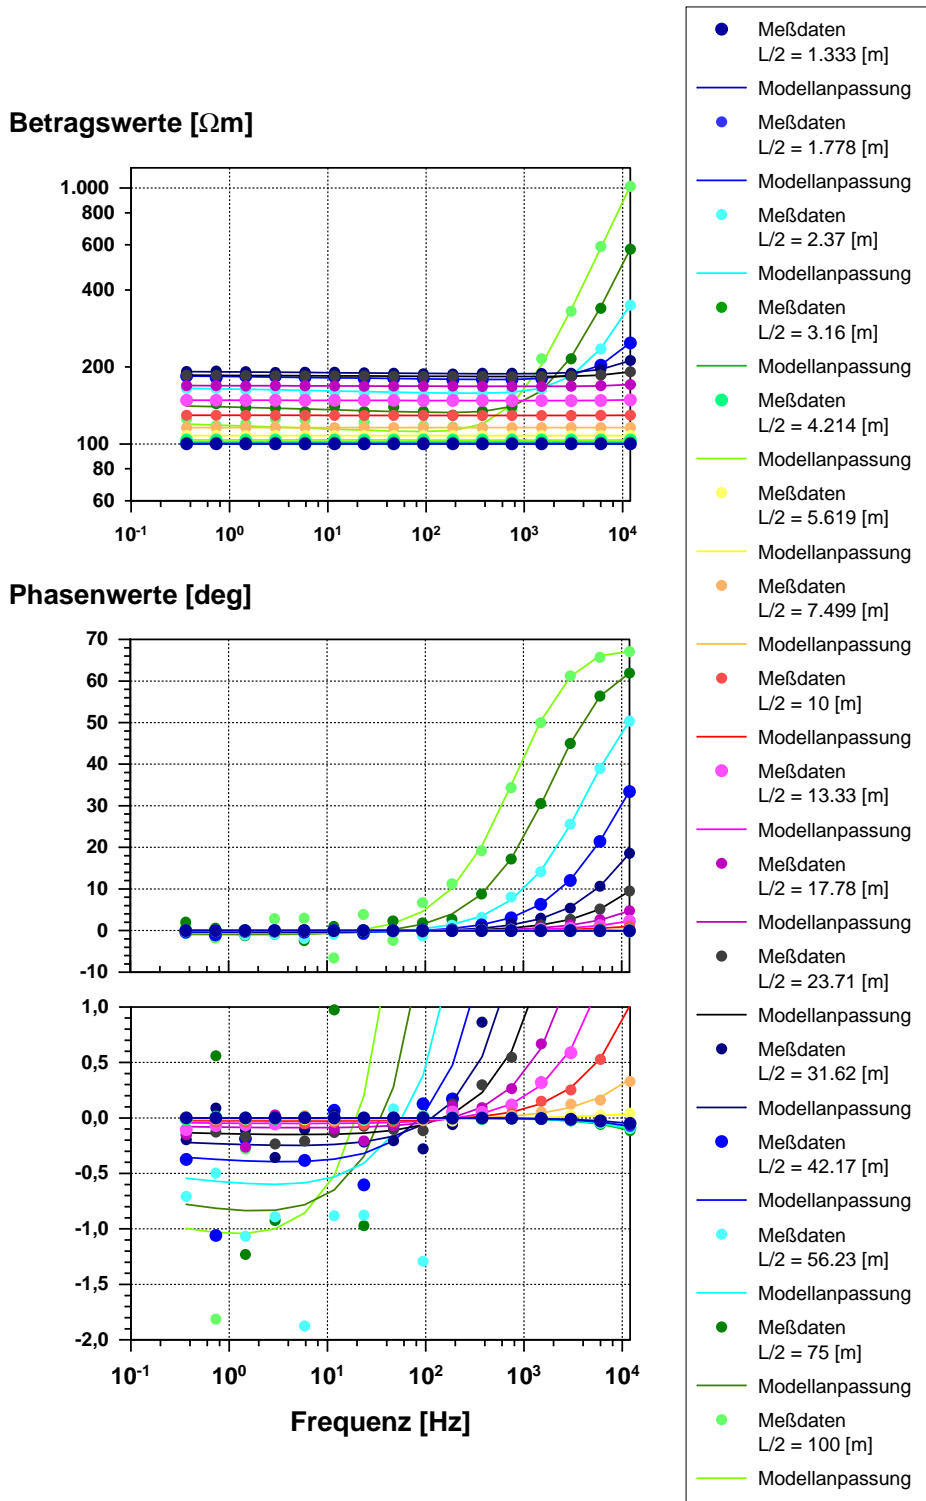 Betragswerte [Ωm]
1.000
800
600
400
200
100
80
60
10-1
100
101
102
103
104
Phasenwerte [deg]
70
60
50
40
30
20
10
0
-10
1,0
0,5
0,0
-0,5
-1,0
-1,5
-2,0
10-1
100
101
102
103
104
Frequenz [Hz]
Meßdaten
L/2 = 1.333 [m]
Modellanpassung
Meßdaten
L/2 = 1.778 [m]
Modellanpassung
Meßdaten
L/2 = 2.37 [m]
Modellanpassung
Meßdaten
L/2 = 3.16 [m]
Modellanpassung
Meßdaten
L/2 = 4.214 [m]
Modellanpassung
Meßdaten
L/2 = 5.619 [m]
Modellanpassung
Meßdaten
L/2 = 7.499 [m]
Modellanpassung
Meßdaten
L/2 = 10 [m]
Modellanpassung
Meßdaten
L/2 = 13.33 [m]
Modellanpassung
Meßdaten
L/2 = 17.78 [m]
Modellanpassung
Meßdaten
L/2 = 23.71 [m]
Modellanpassung
Meßdaten
L/2 = 31.62 [m]
Modellanpassung
Meßdaten
L/2 = 42.17 [m]
Modellanpassung
Meßdaten
L/2 = 56.23 [m]
Modellanpassung
Meßdaten
L/2 = 75 [m]
Modellanpassung
Meßdaten
L/2 = 100 [m]
Modellanpassung